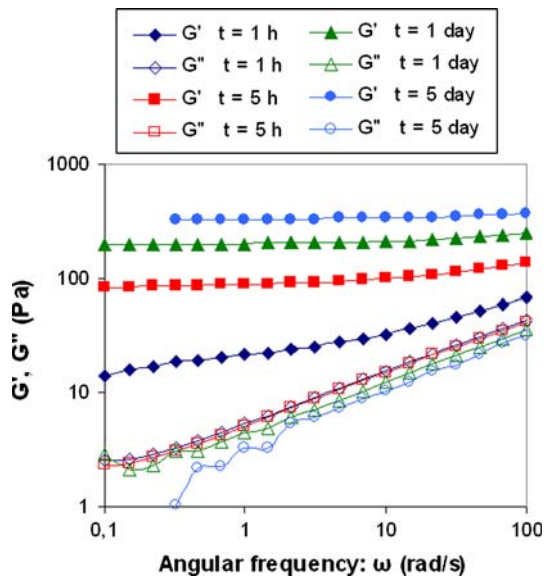 G' t = 1 h
G" t = 1 h
G' t = 5 h
G" t = 5 h
G' t = 1 day
G" t = 1 day
G' t = 5 day
G" t = 5 day
1000
100
10
1
G', G" (Pa)
0,1 1 10 100
Angular frequency: ω (rad/s)